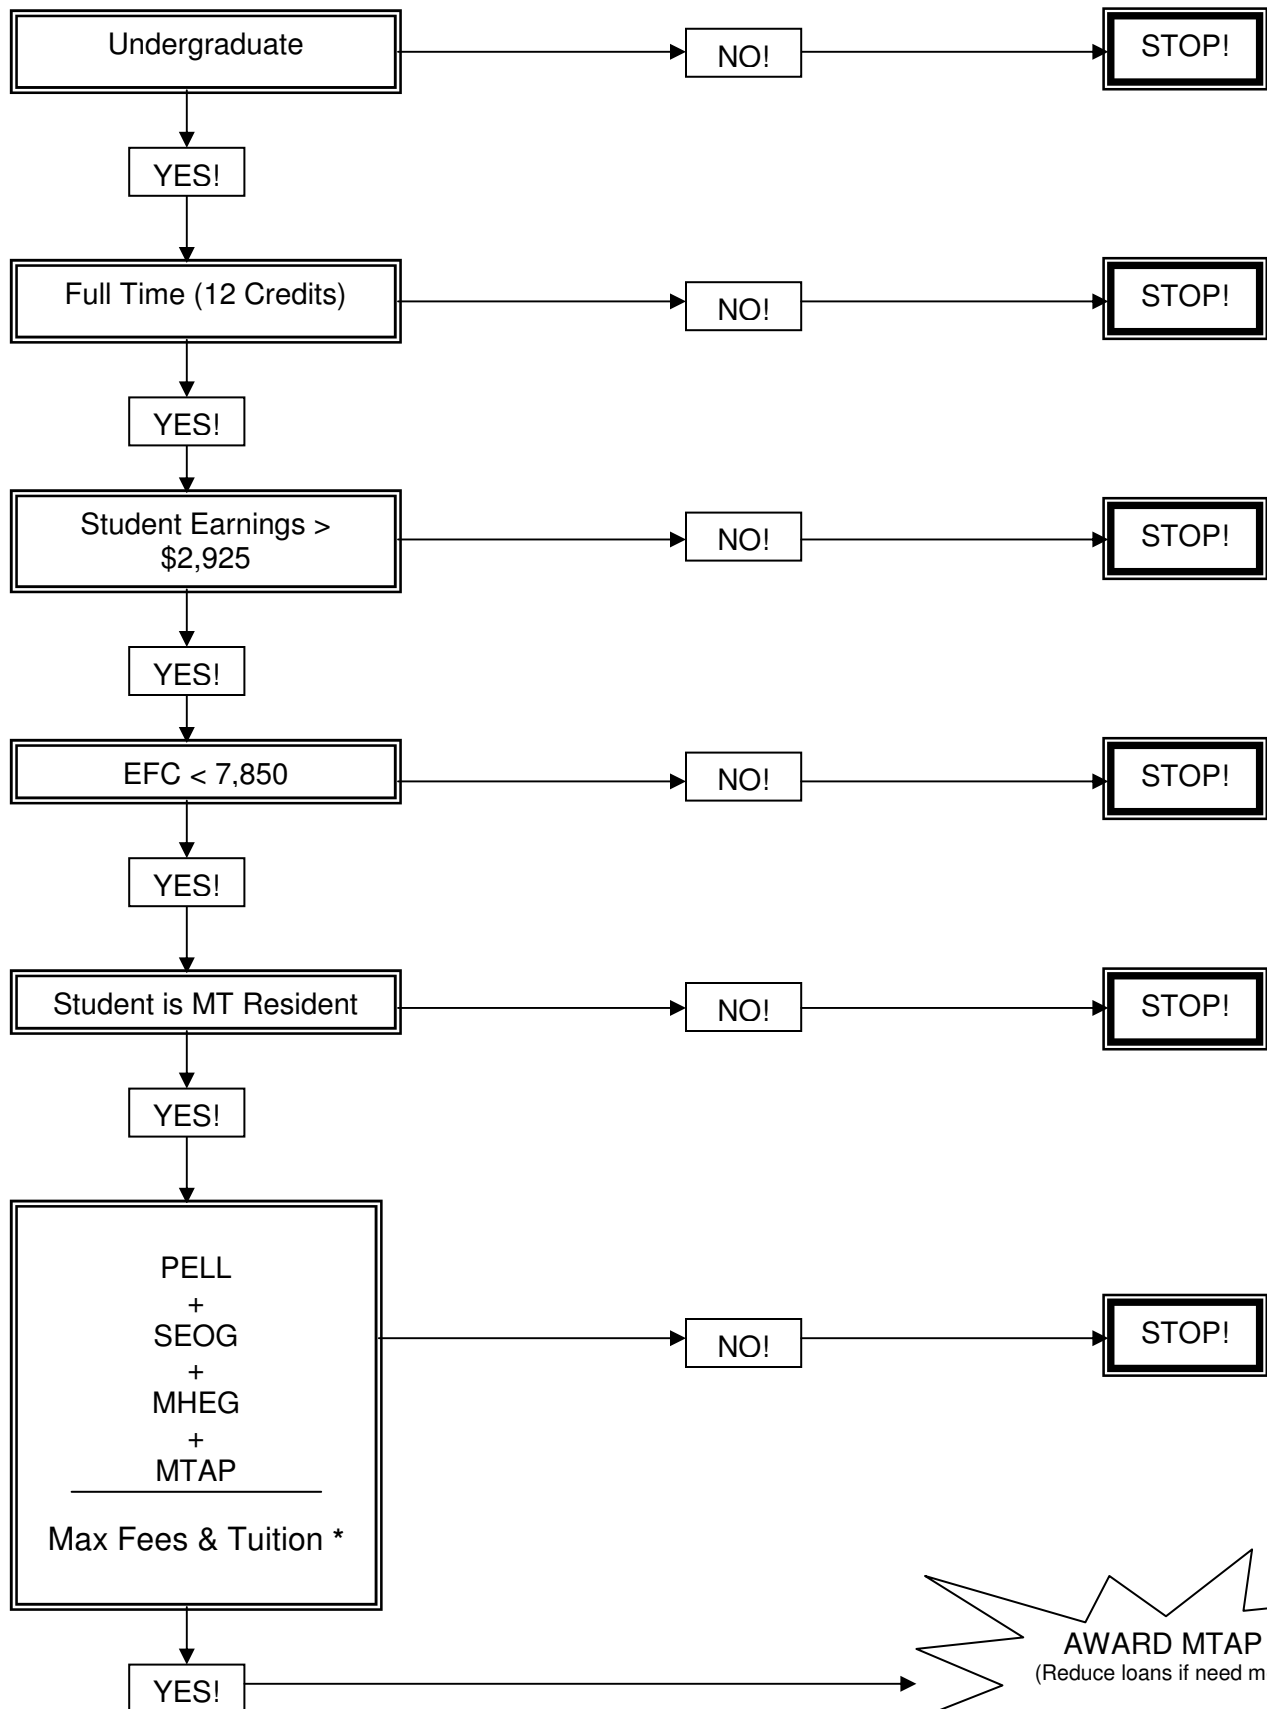 Undergraduate
NO!
STOP!
YES!
Full Time (12 Credits)
NO!
STOP!
YES!
Student Earnings >
$2,925
NO!
STOP!
YES!
EFC < 7,850
NO!
STOP!
YES!
Student is MT Resident
NO!
STOP!
YES!
PELL
+
SEOG
+
MHEG
+
MTAP
Max Fees & Tuition *
NO!
STOP!
YES!
AWARD MTAP
(Reduce loans if need m